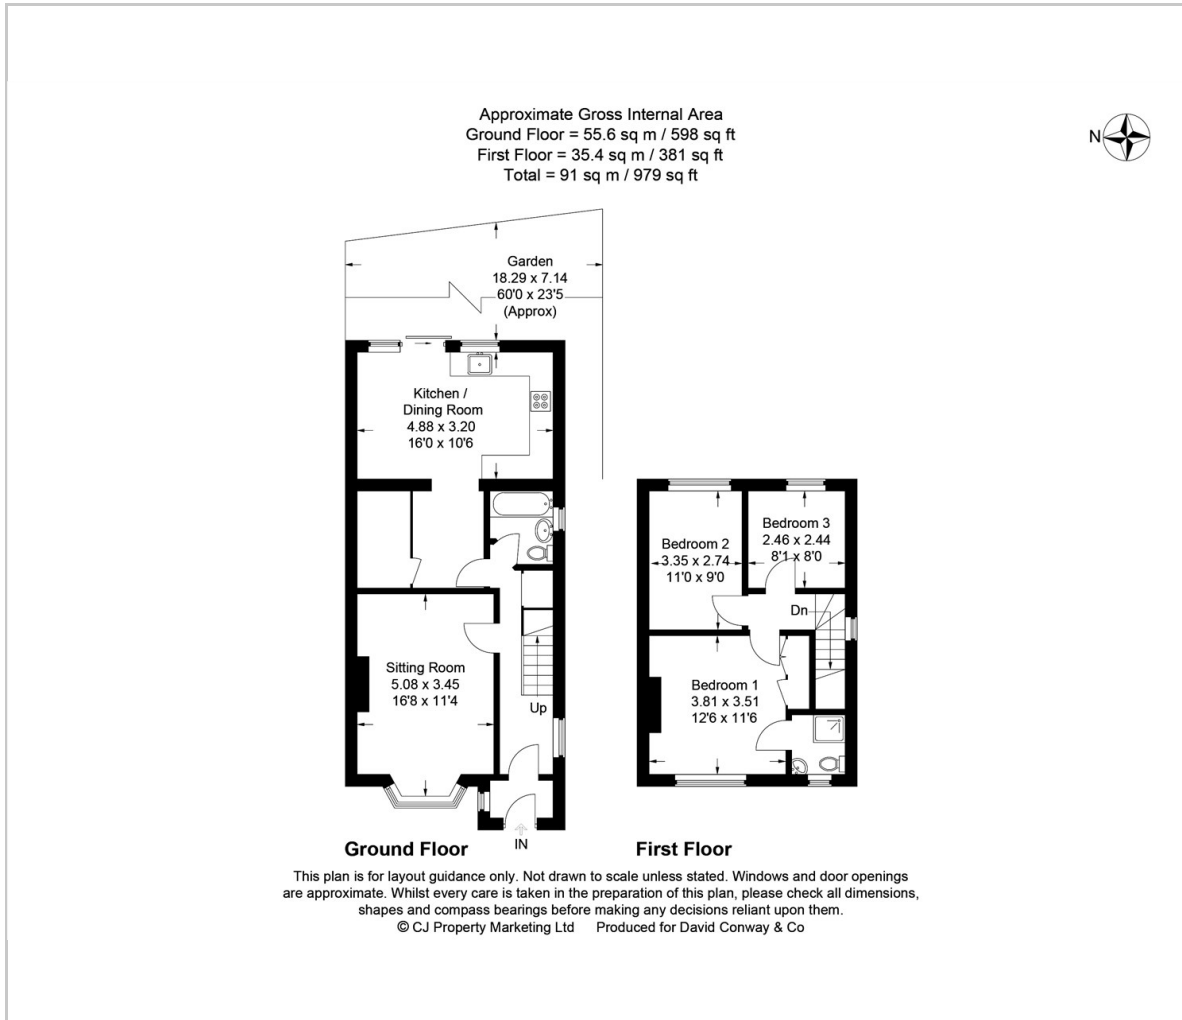 Approximate Gross Internal Area
Ground Floor = 55.6 sq m / 598 sq ft
First Floor = 35.4 sq m / 381 sq ft
Total = 91 sq m / 979 sq ft
N
Garden
18.29 x 7.14
60'0 x 23'5
(Approx)
Kitchen /
Dining Room
4.88 x 3.20
16'0 x 10'6
Sitting Room
5.08 x 3.45
16'8 x 11'4
Up
IN
Ground Floor
Bedroom 2
3.35 x 2.74
11'0 x 9'0
Bedroom 3
2.46 x 2.44
8'1 x 8'0
Dn
Bedroom 1
3.81 x 3.51
12'6 x 11'6
First Floor
This plan is for layout guidance only. Not drawn to scale unless stated. Windows and door openings
are approximate. Whilst every care is taken in the preparation of this plan, please check all dimensions,
shapes and compass bearings before making any decisions reliant upon them.
© CJ Property Marketing Ltd Produced for David Conway & Co